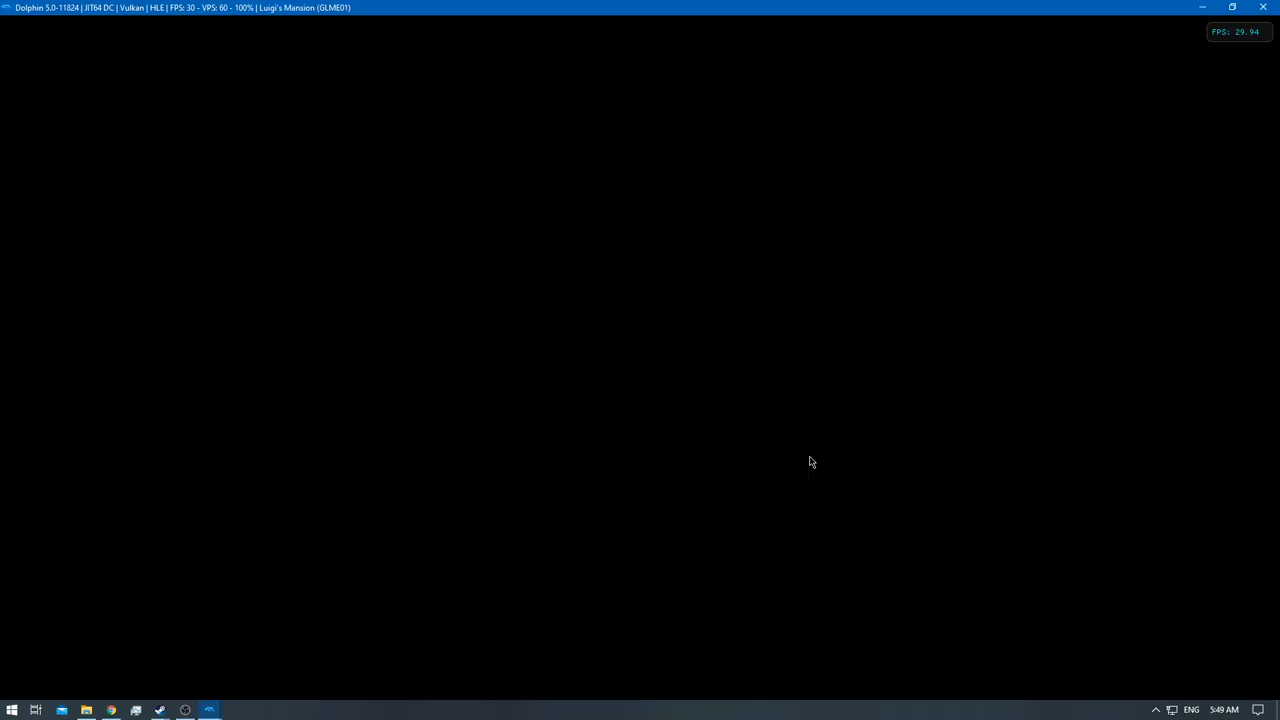 Dolphin 5.0-11824 | JIT64 DC | Vulkan | HLE | FPS: 30 - VPS: 60 - 100% | Luigi's Mansion (GLME01)
FPS: 29.94
ENG
5:49 AM